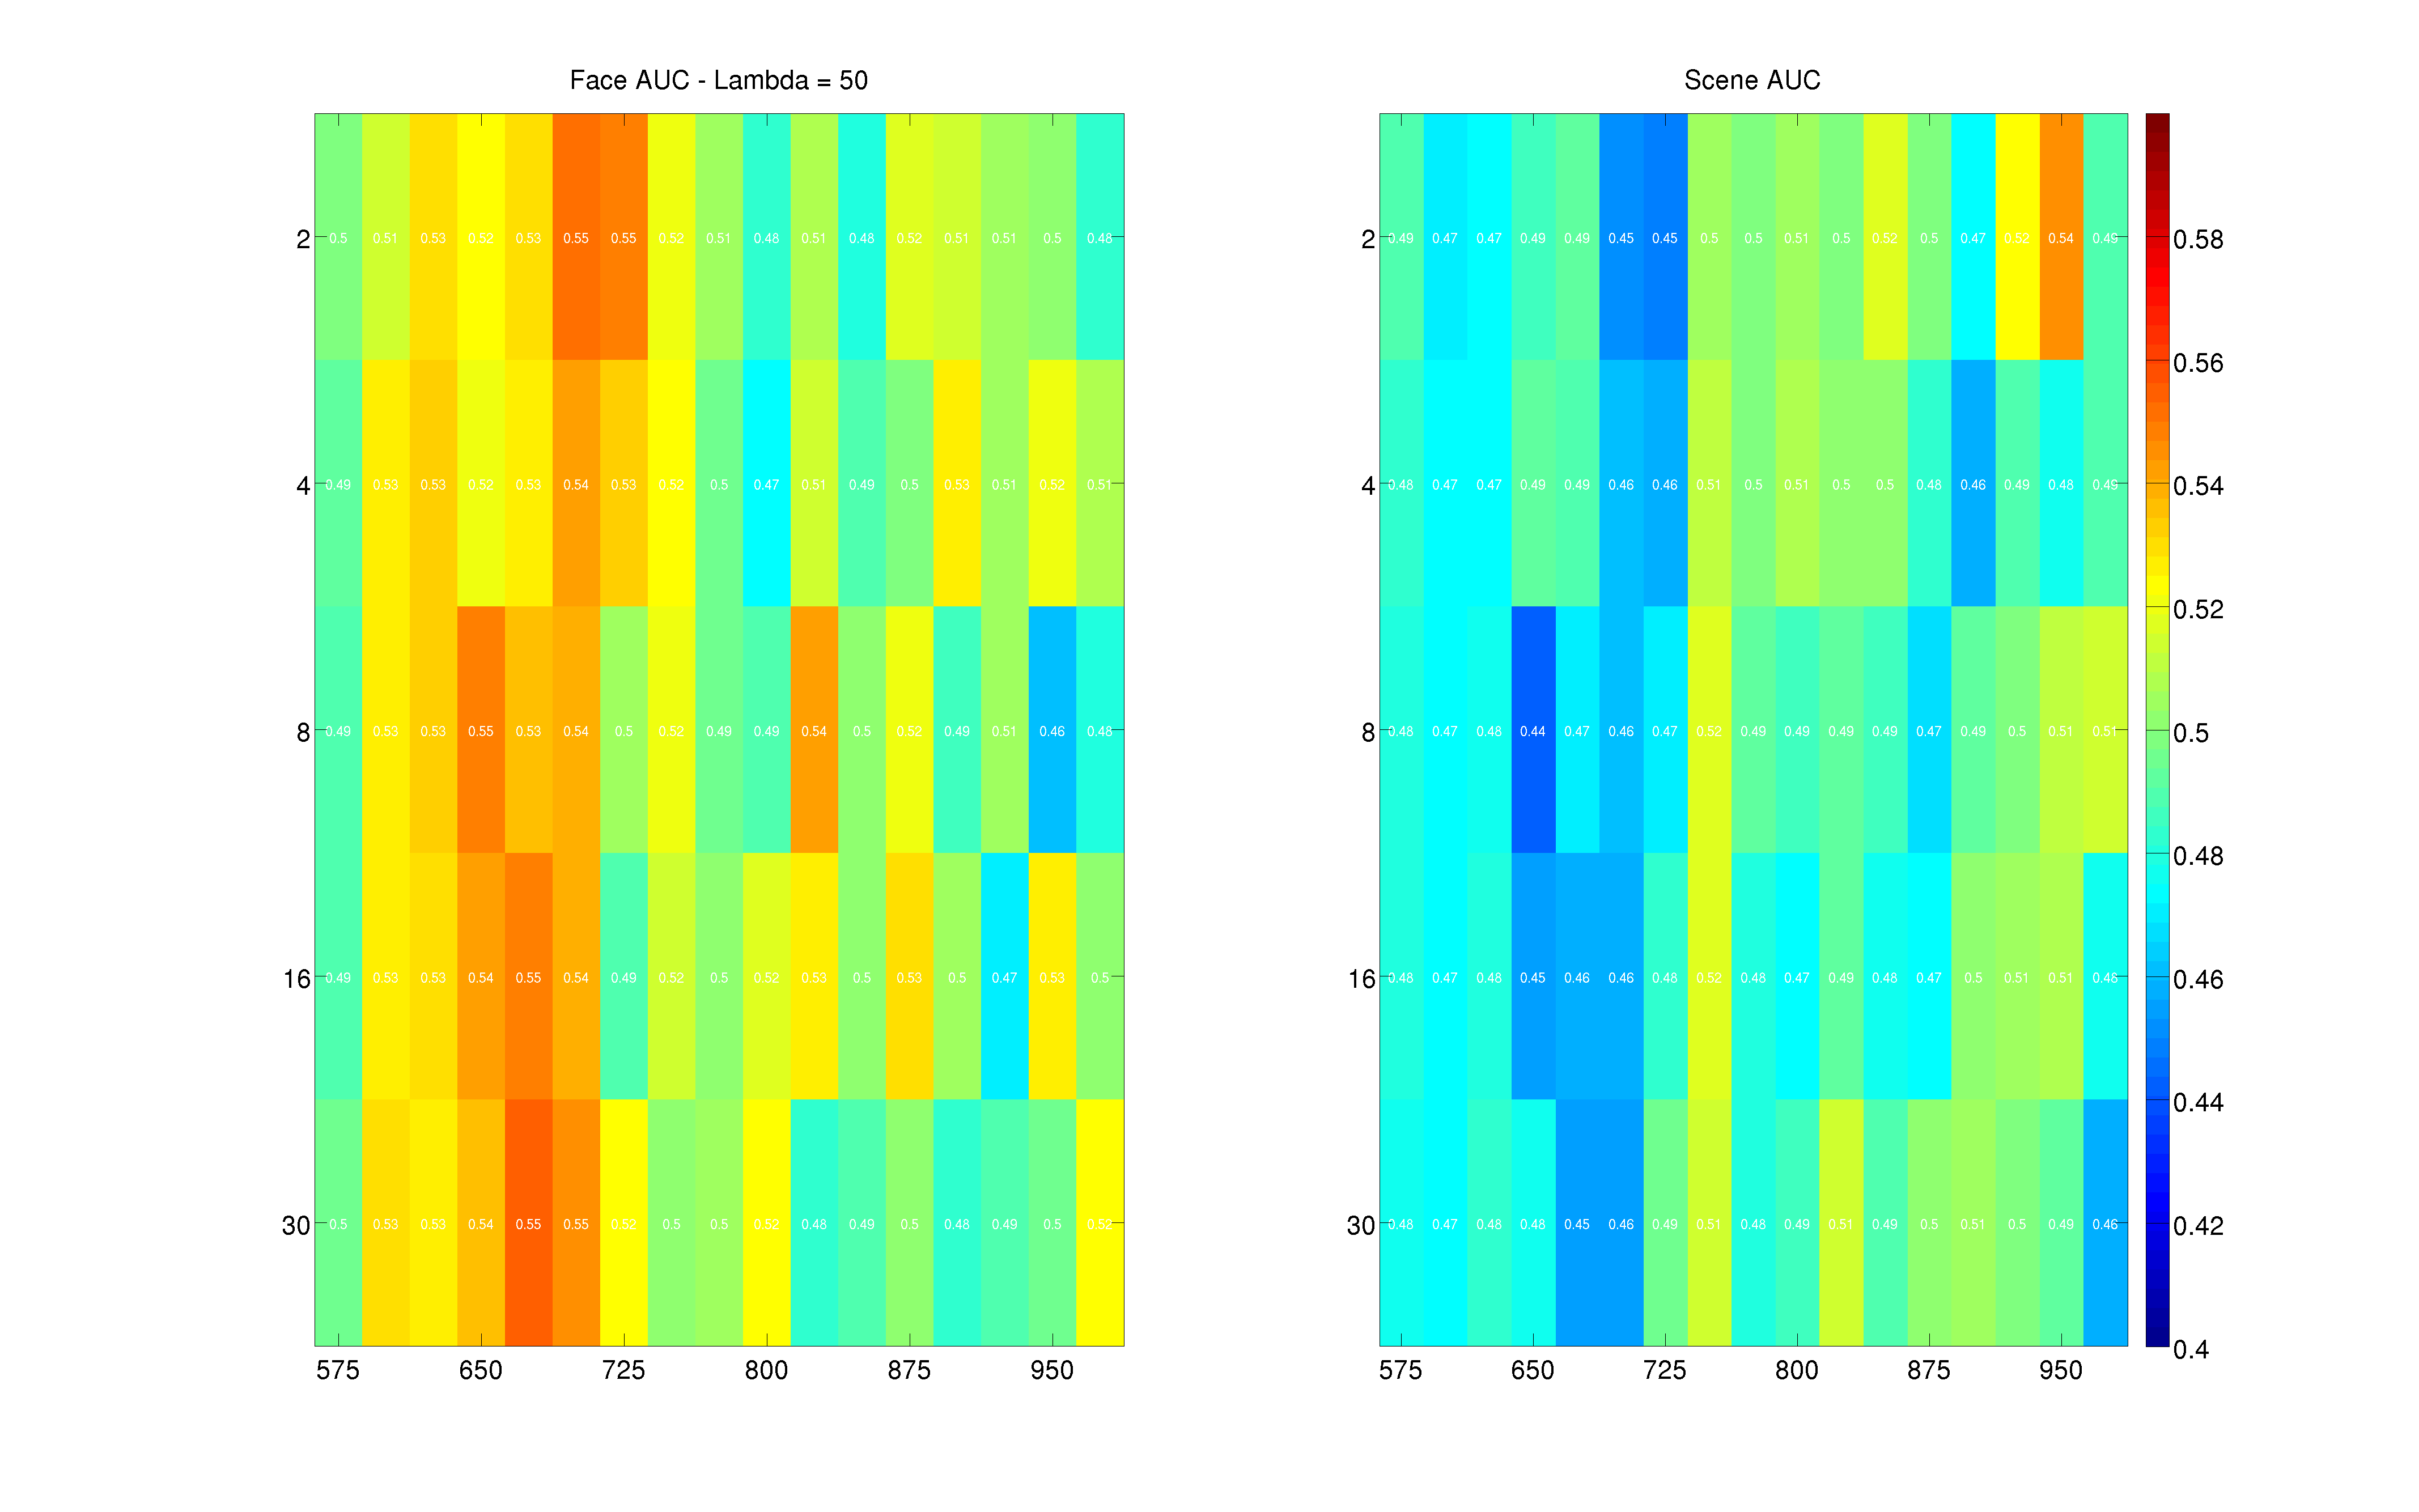 Face AUC - Lambda = 50
2 0.5 0.51 0.53 0.52 0.53 0.55 0.55 0.52 0.51 0.48 0.51 0.48 0.52 0.51 0.51 0.5 0.48
4 0.49 0.53 0.53 0.52 0.53 0.54 0.53 0.52 0.5 0.47 0.51 0.49 0.5 0.53 0.51 0.52 0.51
8 0.49 0.53 0.53 0.55 0.53 0.54 0.5 0.52 0.49 0.49 0.54 0.5 0.52 0.49 0.51 0.46 0.48
16 0.49 0.53 0.53 0.54 0.55 0.54 0.49 0.52 0.5 0.52 0.53 0.5 0.53 0.5 0.47 0.53 0.5
30 0.5 0.53 0.53 0.54 0.55 0.55 0.52 0.5 0.5 0.52 0.48 0.49 0.5 0.48 0.49 0.5 0.52
575 650 725 800 875 950
Scene AUC
2 0.49 0.47 0.47 0.49 0.49 0.45 0.45 0.5 0.5 0.51 0.5 0.52 0.5 0.47 0.52 0.54 0.49
4 0.48 0.47 0.47 0.49 0.49 0.46 0.46 0.51 0.5 0.51 0.5 0.5 0.48 0.46 0.49 0.48 0.49
8 0.48 0.47 0.48 0.44 0.47 0.46 0.47 0.52 0.49 0.49 0.49 0.49 0.47 0.49 0.5 0.51 0.51
16 0.48 0.47 0.48 0.45 0.46 0.46 0.48 0.52 0.48 0.47 0.49 0.48 0.47 0.5 0.51 0.51 0.48
30 0.48 0.47 0.48 0.48 0.45 0.46 0.49 0.51 0.48 0.49 0.51 0.49 0.5 0.51 0.5 0.49 0.46
575 650 725 800 875 950
0.58
0.56
0.54
0.52
0.5
0.48
0.46
0.44
0.42
0.4